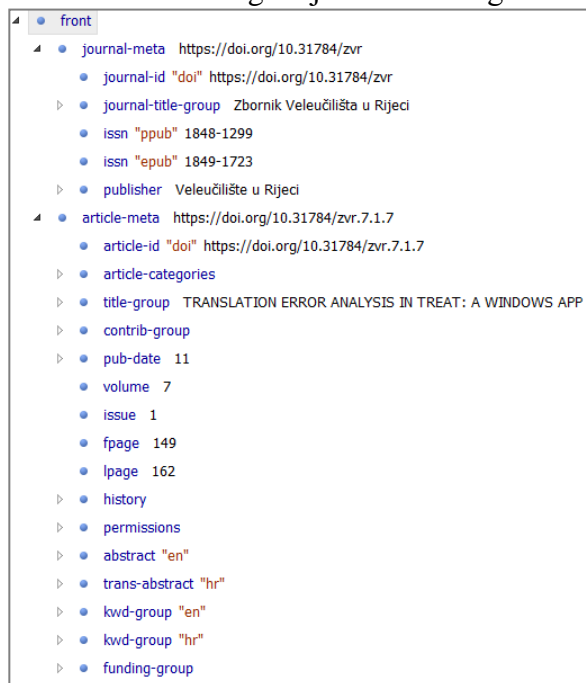 front
journal-meta https://doi.org/10.31784/zvr
journal-id "doi" https://doi.org/10.31784/zvr
journal-title-group Zbornik Veleučilišta u Rijeci
issn "ppub" 1848-1299
issn "epub" 1849-1723
publisher Veleučilište u Rijeci
article-meta https://doi.org/10.31784/zvr.7.1.7
article-id "doi" https://doi.org/10.31784/zvr.7.1.7
article-categories
title-group TRANSLATION ERROR ANALYSIS IN TREAT: A WINDOWS APP
contrib-group
pub-date 11
volume 7
issue 1
fpage 149
lpage 162
history
permissions
abstract "en"
trans-abstract "hr"
kwd-group "en"
kwd-group "hr"
funding-group